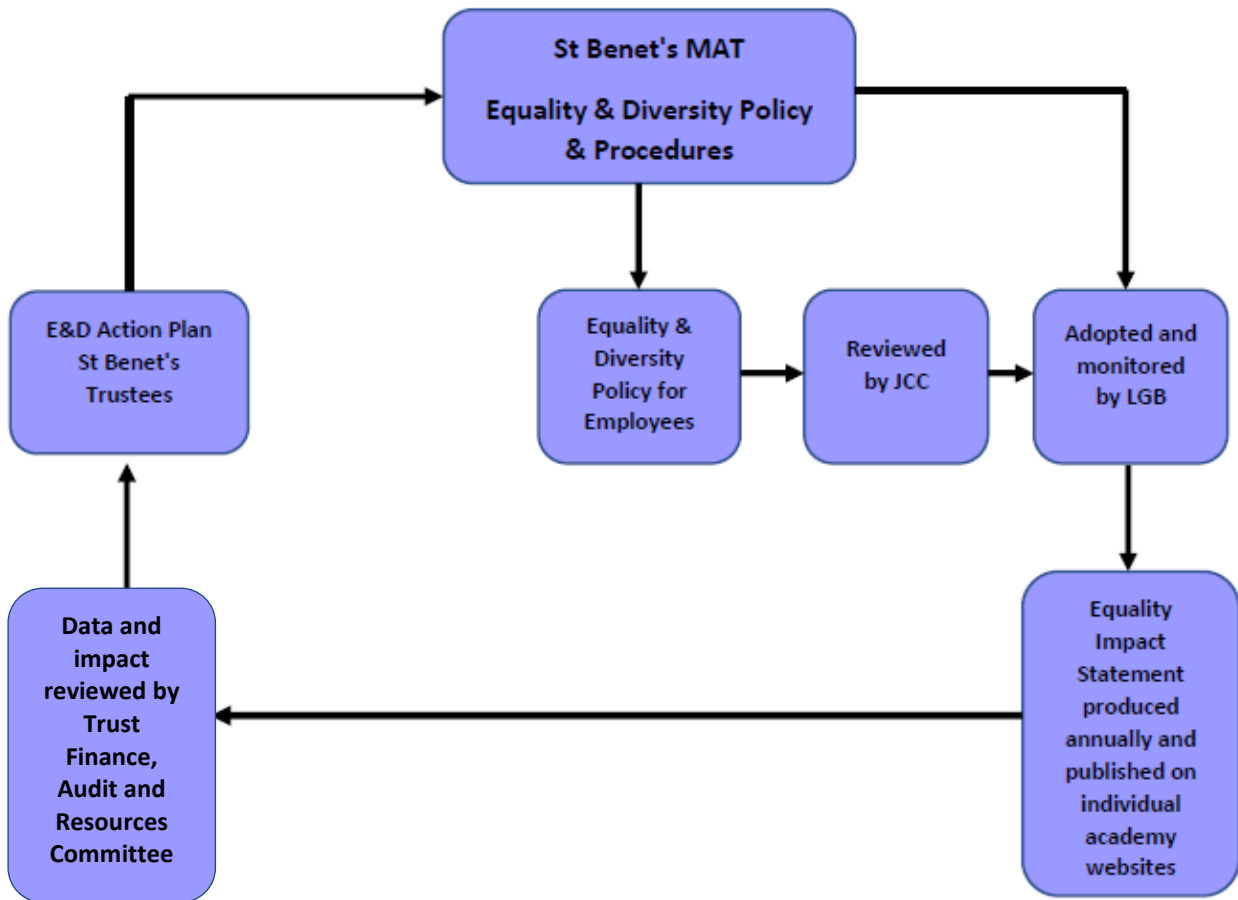 St Benet's MAT
Equality & Diversity Policy
& Procedures
E&D Action Plan
St Benet's
Trustees
Equality &
Diversity
Policy for
Employees
Reviewed
by JCC
Adopted and
monitored
by LGB
Data and
impact
reviewed by
Trust
Finance,
Audit and
Resources
Committee
Equality
Impact
Statement
produced
annually and
published on
individual
academy
websites